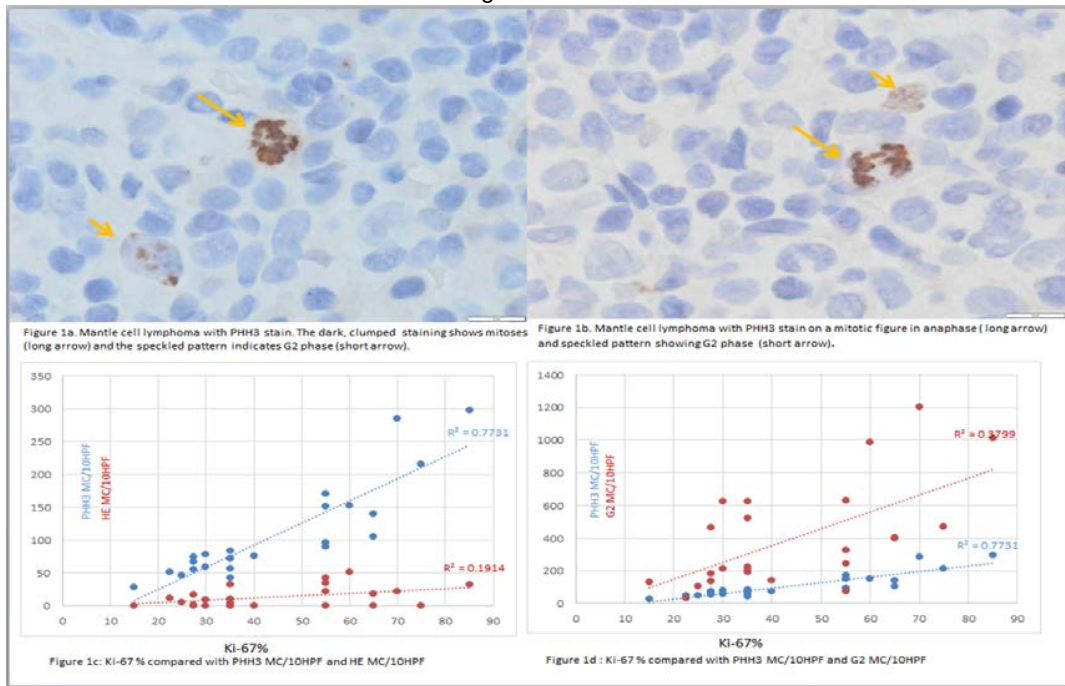 Figure 1a. Mantle cell lymphoma with PHH3 stain. The dark, clumped staining shows mitoses
(long arrow) and the speckled pattern indicates G2 phase (short arrow).
Figure 1b. Mantle cell lymphoma with PHH3 stain on a mitotic figure in anaphase ( long arrow)
and speckled pattern showing G2 phase (short arrow).
350
300
250
200
150
100
50
0
0 10 20 30 40 50 60 70 80 90
PHH3 MC/10HPF
HE MC/10HPF
R² = 0.7731
R² = 0.1914
Ki-67%
Figure 1c: Ki-67 % compared with PHH3 MC/10HPF and HE MC/10HPF
1400
1200
1000
800
600
400
200
0
0 10 20 30 40 50 60 70 80 90
PHH3 MC/10HPF
G2 MC/10HPF
R² = 0.3799
R² = 0.7731
Ki-67%
Figure 1d : Ki-67 % compared with PHH3 MC/10HPF and G2 MC/10HPF